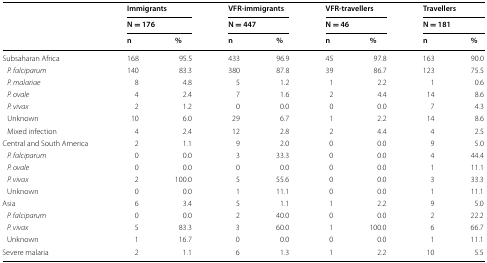 Immigrants VFR-immigrants VFR-travellers Travellers
N = 176 N = 447 N = 46 N = 181
n % n % n % n %
Subsaharan Africa 168 95.5 433 96.9 45 97.8 163 90.0
P. falciparum 140 83.3 380 87.8 39 86.7 123 75.5
P. malariae 8 4.8 5 1.2 1 2.2 1 0.6
P. ovale 4 2.4 7 1.6 2 4.4 14 8.6
P. vivax 2 1.2 0 0.0 0 0.0 7 4.3
Unknown 10 6.0 29 6.7 1 2.2 14 8.6
Mixed infection 4 2.4 12 2.8 2 4.4 4 2.5
Central and South America 2 1.1 9 2.0 0 0.0 9 5.0
P. falciparum 0 0.0 3 33.3 0 0.0 4 44.4
P. ovale 0 0.0 0 0.0 0 0.0 1 11.1
P. vivax 2 100.0 5 55.6 0 0.0 3 33.3
Unknown 0 0.0 1 11.1 0 0.0 1 11.1
Asia 6 3.4 5 1.1 1 2.2 9 5.0
P. falciparum 0 0.0 2 40.0 0 0.0 2 22.2
P. vivax 5 83.3 3 60.0 1 100.0 6 66.7
Unknown 1 16.7 0 0.0 0 0.0 1 11.1
Severe malaria 2 1.1 6 1.3 1 2.2 10 5.5